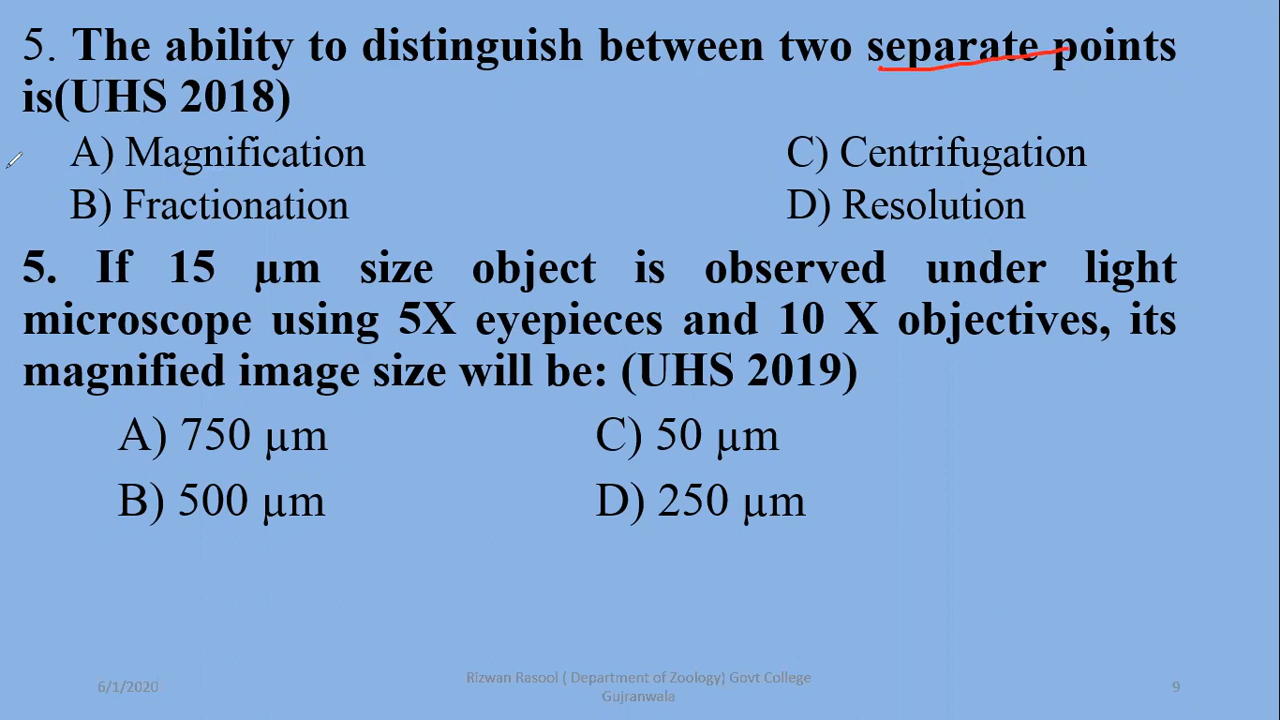 5. The ability to distinguish between two separate points
is(UHS 2018)
A) Magnification C) Centrifugation
B) Fractionation D) Resolution
5. If 15 µm size object is observed under light
microscope using 5X eyepieces and 10 X objectives, its
magnified image size will be: (UHS 2019)
A) 750 µm C) 50 µm
B) 500 µm D) 250 µm
6/1/2020
Rizwan Rasool ( Department of Zoology) Govt College
Gujranwala
9